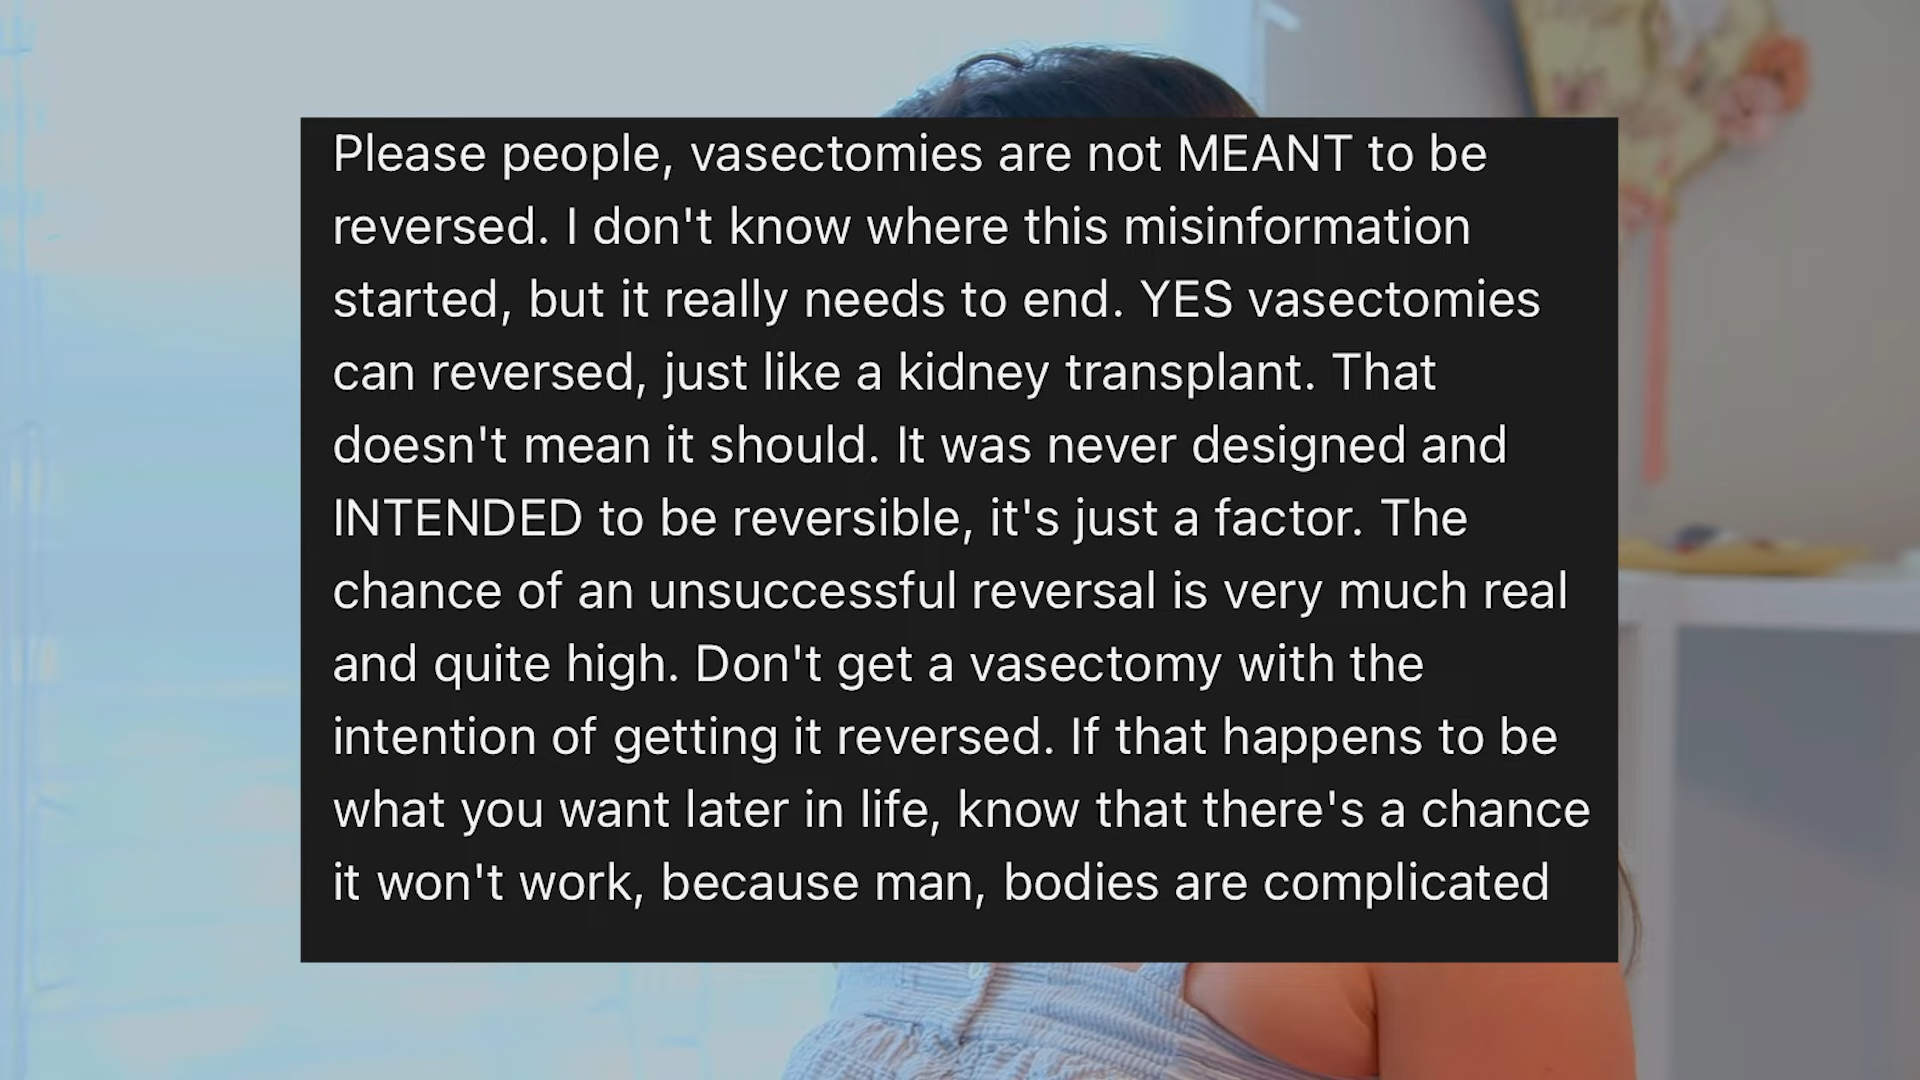 Please people, vasectomies are not MEANT to be
reversed. I don't know where this misinformation
started, but it really needs to end. YES vasectomies
can reversed, just like a kidney transplant. That
doesn't mean it should. It was never designed and
INTENDED to be reversible, it's just a factor. The
chance of an unsuccessful reversal is very much real
and quite high. Don't get a vasectomy with the
intention of getting it reversed. If that happens to be
what you want later in life, know that there's a chance
it won't work, because man, bodies are complicated